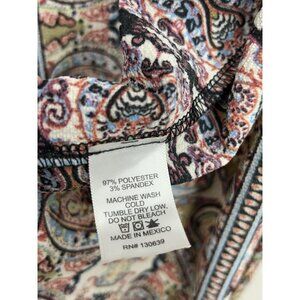 97% POLYESTER
3% SPANDEX
MACHINE WASH
COLD
TUMBLE DRY LOW.
DO NOT BLEACH
MADE IN MEXICO
RN# 130639